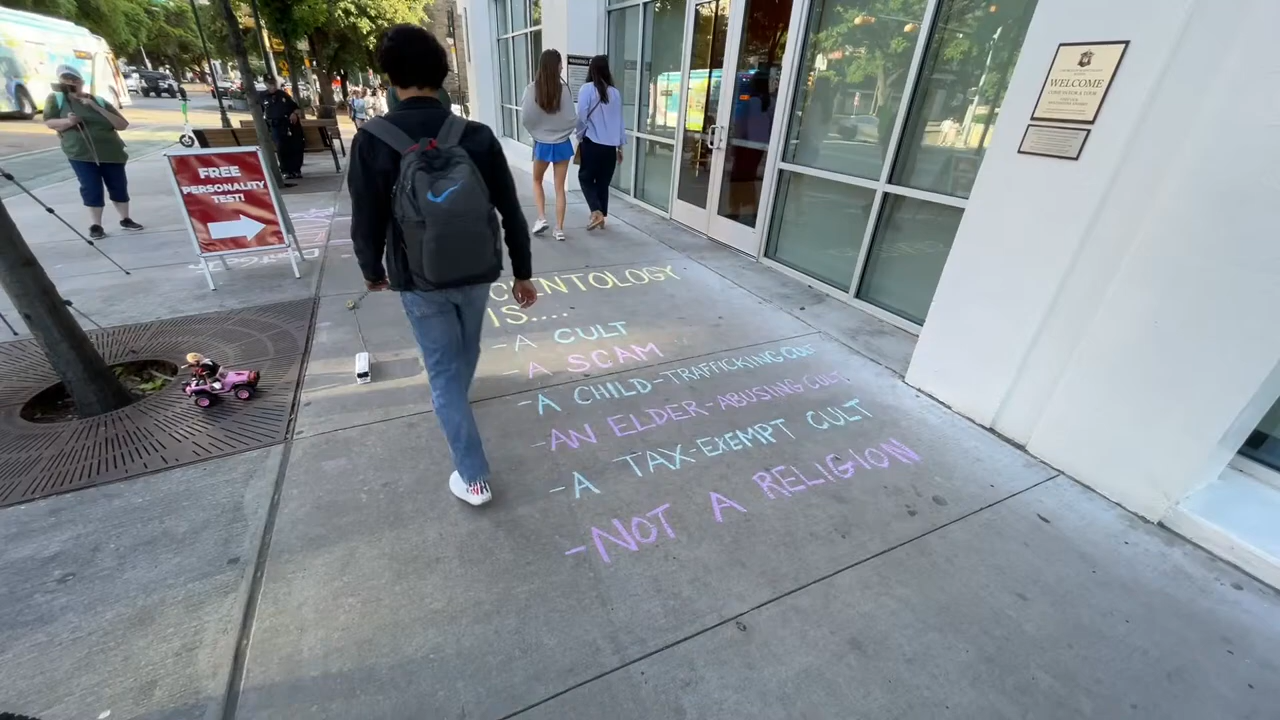 FREE
PERSONALITY
TEST!
WELCOME
CIENTOLOGY
IS....
-A CULT
-A SCAM
-A CHILD-TRAFFICKING CULT
-AN ELDER-ABUSING CULT
-A TAX-EXEMPT CULT
-NOT A RELIGION